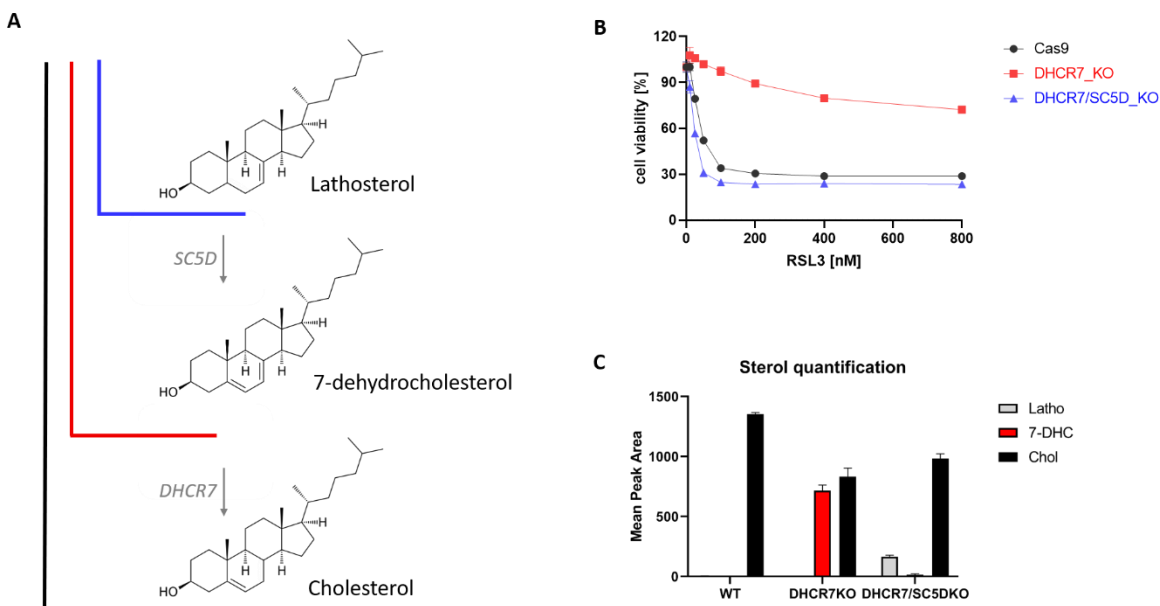 A
H
H
H
HO
Lathosterol
SC5D
H
H
H
HO
7-dehydrocholesterol
DHCR7
H
H
H
HO
Cholesterol
B
120
90
60
30
0
cell viability [%]
0
200
400
600
800
RSL3 [nM]
Cas9
DHCR7_KO
DHCR7/SC5D_KO
C
Sterol quantification
1500
1000
500
0
Mean Peak Area
WT
DHCR7KO
DHCR7/SC5DKO
Latho
7-DHC
Chol